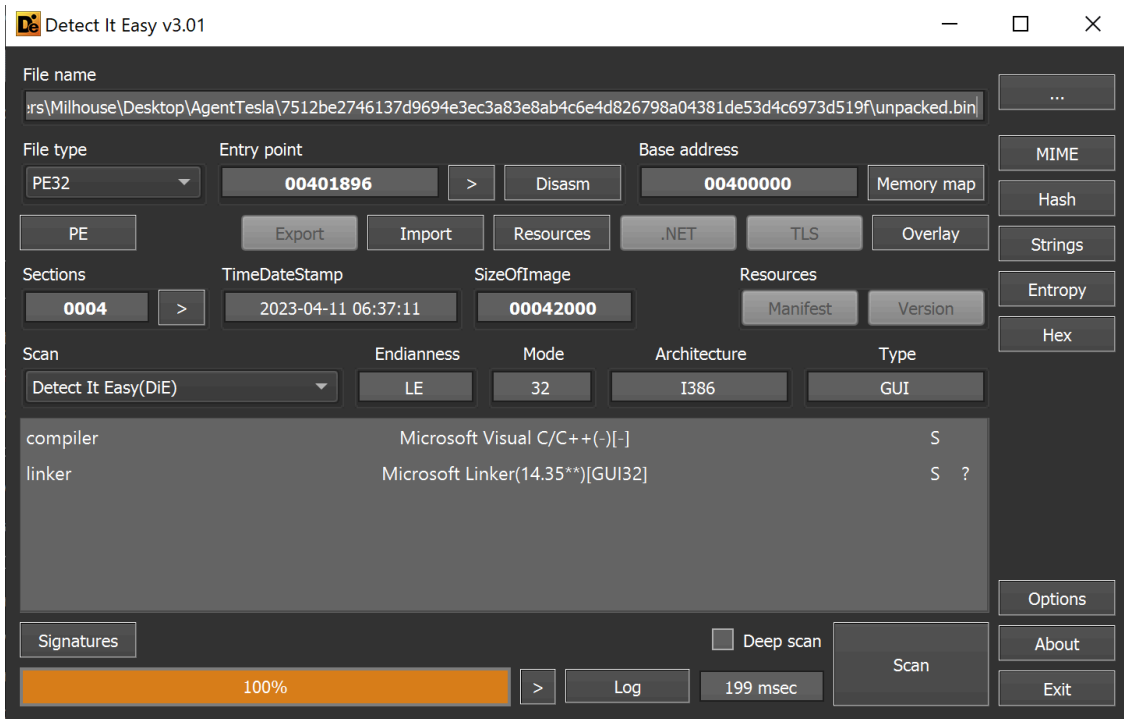 Detect It Easy v3.01
File name
ers\Milhouse\Desktop\AgentTesla\7512be2746137d9694e3ec3a83e8ab4c6e4d826798a04381de53d4c6973d519f\unpacked.bin
...
File type
Entry point
Base address
MIME
PE32
00401896
>
Disasm
00400000
Memory map
Hash
PE
Export
Import
Resources
.NET
TLS
Overlay
Strings
Sections
TimeDateStamp
SizeOfImage
Resources
Entropy
0004
>
2023-04-11 06:37:11
00042000
Manifest
Version
Hex
Scan
Endianness
Mode
Architecture
Type
Detect It Easy(DiE)
LE
32
I386
GUI
compiler Microsoft Visual C/C++(-)[-] S
linker Microsoft Linker(14.35**)[GUI32] S ?
Options
Signatures
Deep scan
Scan
About
100%
>
Log
199 msec
Exit